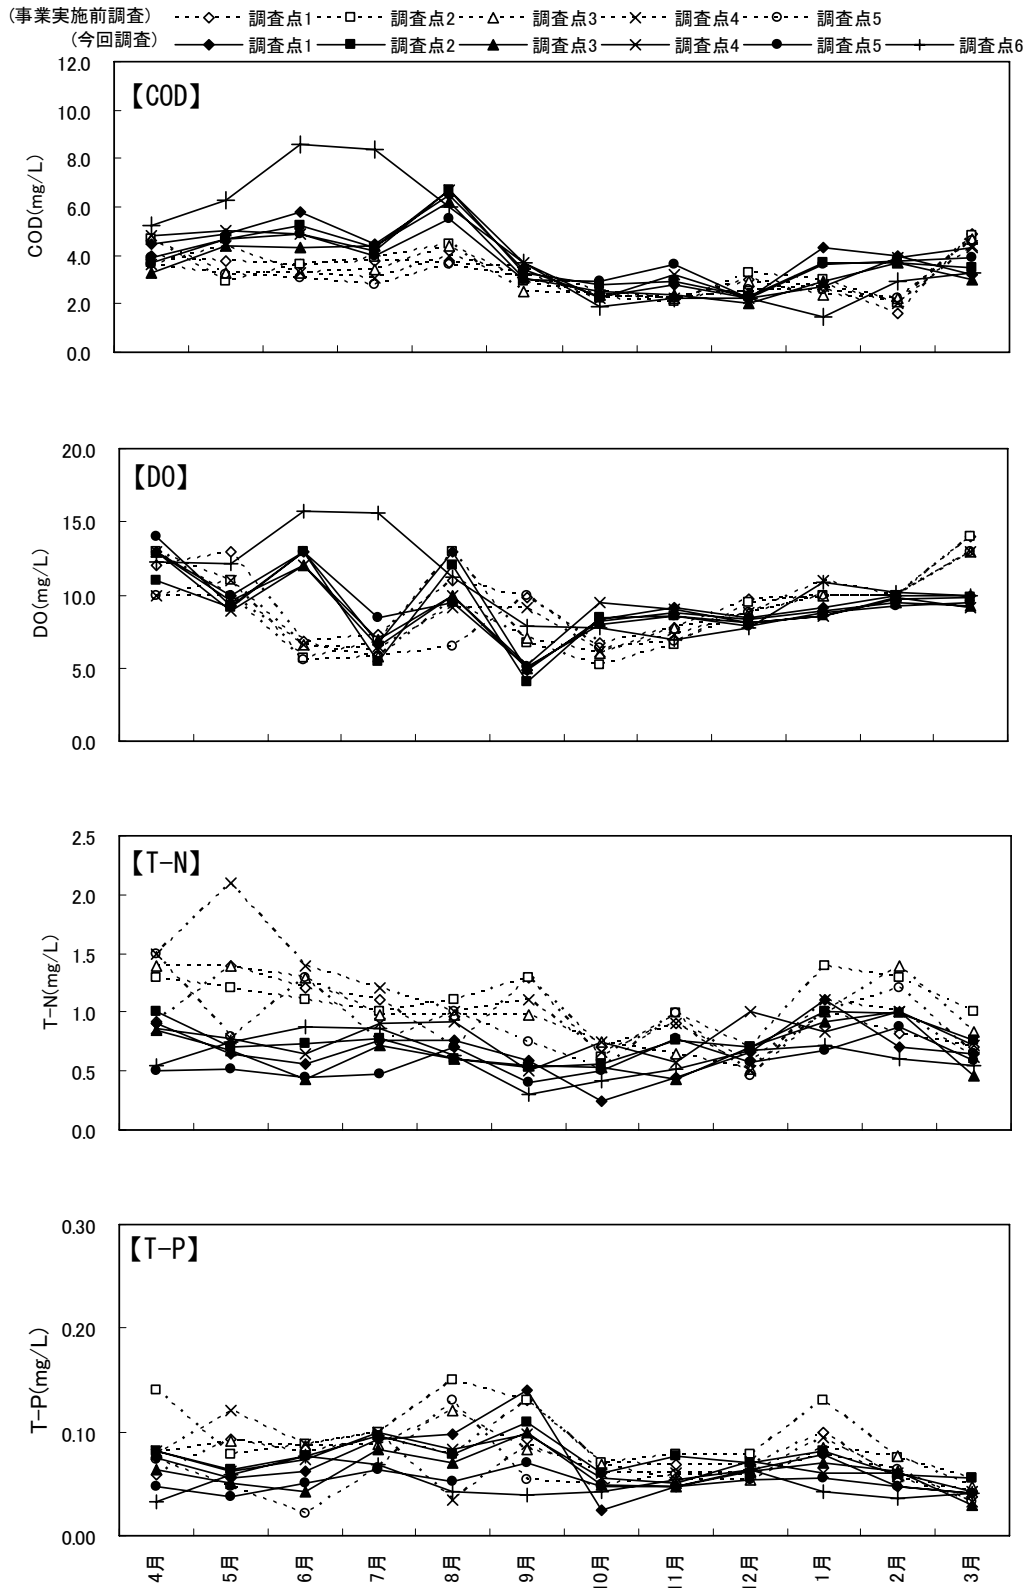 (事業実施前調査) 調査点1 調査点2 調査点3 調査点4 調査点5
(今回調査) 調査点1 調査点2 調査点3 調査点4 調査点5 調査点6
【COD】
COD(mg/L)
12.0
10.0
8.0
6.0
4.0
2.0
0.0
【DO】
DO(mg/L)
20.0
15.0
10.0
5.0
0.0
【T-N】
T-N(mg/L)
2.5
2.0
1.5
1.0
0.5
0.0
【T-P】
T-P(mg/L)
0.30
0.20
0.10
0.00
4月 5月 6月 7月 8月 9月 10月 11月 12月 1月 2月 3月